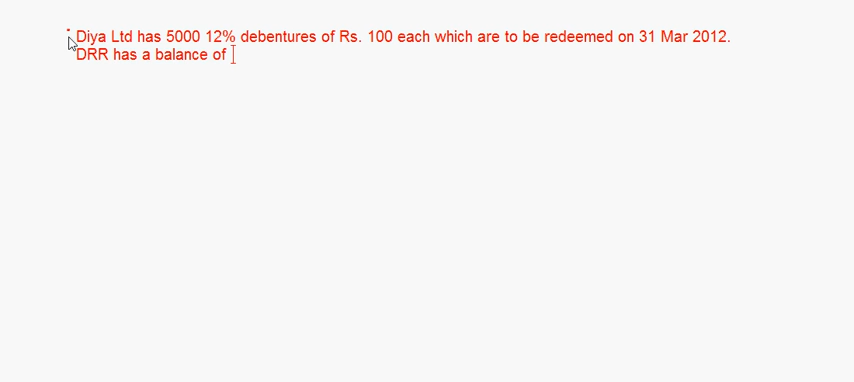 Diya Ltd has 5000 12% debentures of Rs. 100 each which are to be redeemed on 31 Mar 2012.
DRR has a balance of